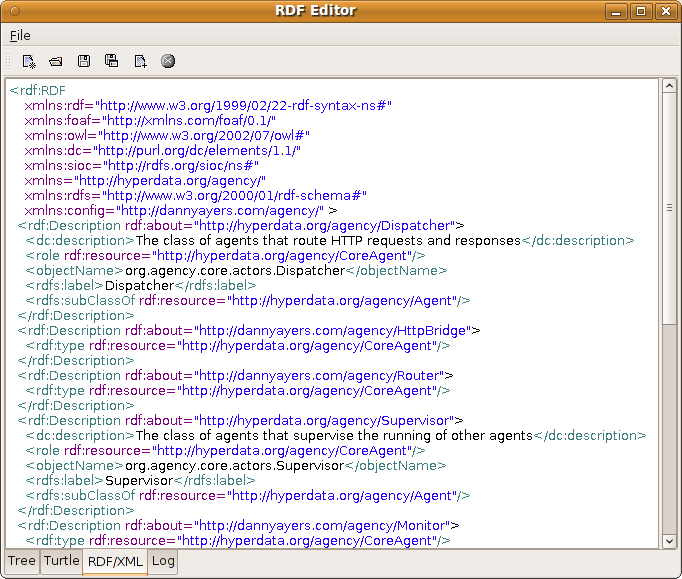 RDF Editor
File
<rdf:RDF
xmlns:rdf="http://www.w3.org/1999/02/22-rdf-syntax-ns#"
xmlns:foaf="http://xmlns.com/foaf/0.1/"
xmlns:owl="http://www.w3.org/2002/07/owl#"
xmlns:dc="http://purl.org/dc/elements/1.1/"
xmlns:sioc="http://rdfs.org/sioc/ns#"
xmlns="http://hyperdata.org/agency/"
xmlns:rdfs="http://www.w3.org/2000/01/rdf-schema#"
xmlns:config="http://dannyayers.com/agency/" >
<rdf:Description rdf:about="http://hyperdata.org/agency/Dispatcher">
<dc:description>The class of agents that route HTTP requests and responses</dc:description>
<role rdf:resource="http://hyperdata.org/agency/CoreAgent"/>
<objectName>org.agency.core.actors.Dispatcher</objectName>
<rdfs:label>Dispatcher</rdfs:label>
<rdfs:subClassOf rdf:resource="http://hyperdata.org/agency/Agent"/>
</rdf:Description>
<rdf:Description rdf:about="http://dannyayers.com/agency/HttpBridge">
<rdf:type rdf:resource="http://hyperdata.org/agency/CoreAgent"/>
</rdf:Description>
<rdf:Description rdf:about="http://dannyayers.com/agency/Router">
<rdf:type rdf:resource="http://hyperdata.org/agency/CoreAgent"/>
</rdf:Description>
<rdf:Description rdf:about="http://hyperdata.org/agency/Supervisor">
<dc:description>The class of agents that supervise the running of other agents</dc:description>
<role rdf:resource="http://hyperdata.org/agency/CoreAgent"/>
<objectName>org.agency.core.actors.Supervisor</objectName>
<rdfs:label>Supervisor</rdfs:label>
<rdfs:subClassOf rdf:resource="http://hyperdata.org/agency/Agent"/>
</rdf:Description>
<rdf:Description rdf:about="http://dannyayers.com/agency/Monitor">
<rdf:type rdf:resource="http://hyperdata.org/agency/CoreAgent"/>
Tree Turtle RDF/XML Log